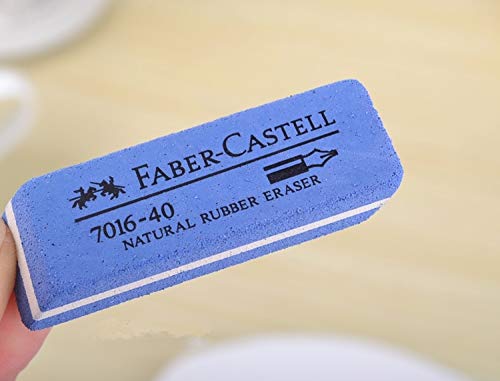 FABER-CASTELL
7016-40
NATURAL RUBBER ERASER